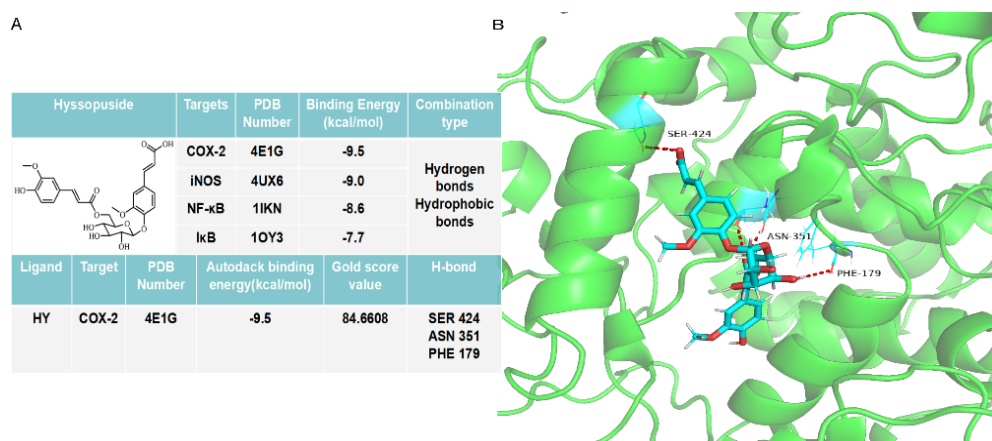 A
Hyssopuside Targets PDB Number Binding Energy (kcal/mol) Combination type
COX-2 4E1G -9.5
iNOS 4UX6 -9.0
NF-κB 1IKN -8.6
IκB 1OY3 -7.7
Hydrogen bonds
Hydrophobic bonds
OH
O
O
HO
O
O
O
O
HO
HO
OH
O
Ligand Target PDB Number Autodack binding energy(kcal/mol) Gold score value H-bond
HY COX-2 4E1G -9.5 84.6608 SER 424
ASN 351
PHE 179
B
SER-424
ASN-351
PHE-179